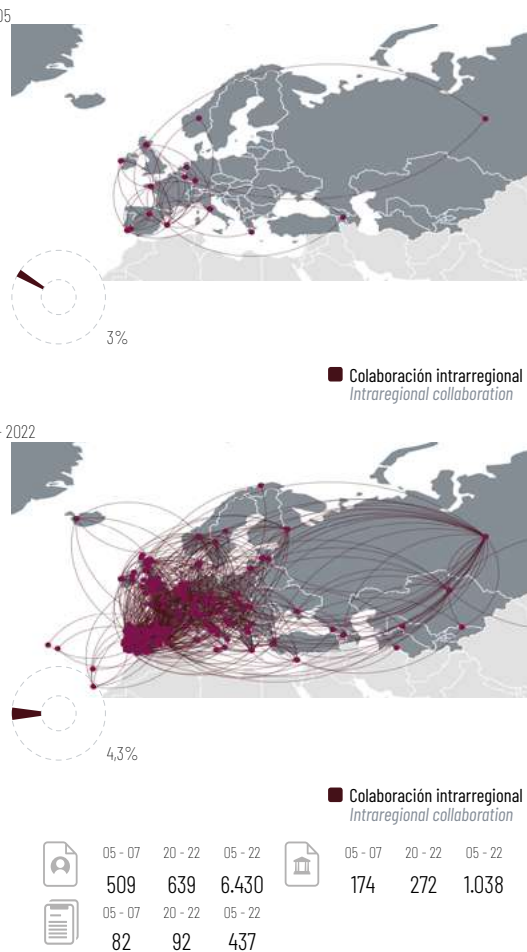 05
3%
Colaboración intrarregional
Intraregional collaboration
- 2022
4,3%
Colaboración intrarregional
Intraregional collaboration
05 - 07 20 - 22 05 - 22 05 - 07 20 - 22 05 - 22
509 639 6.430 174 272 1.038
05 - 07 20 - 22 05 - 22
82 92 437